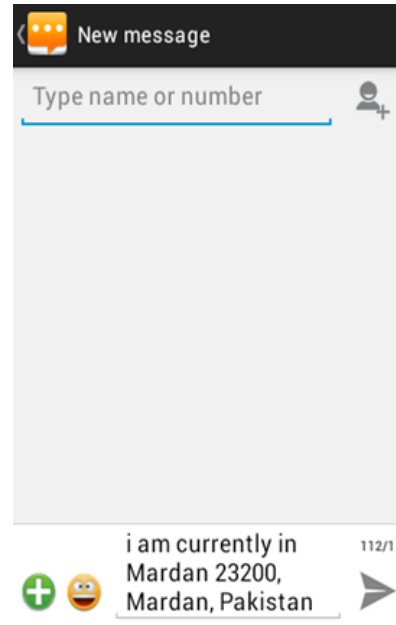 New message
Type name or number
i am currently in
112/1
Mardan 23200,
Mardan, Pakistan